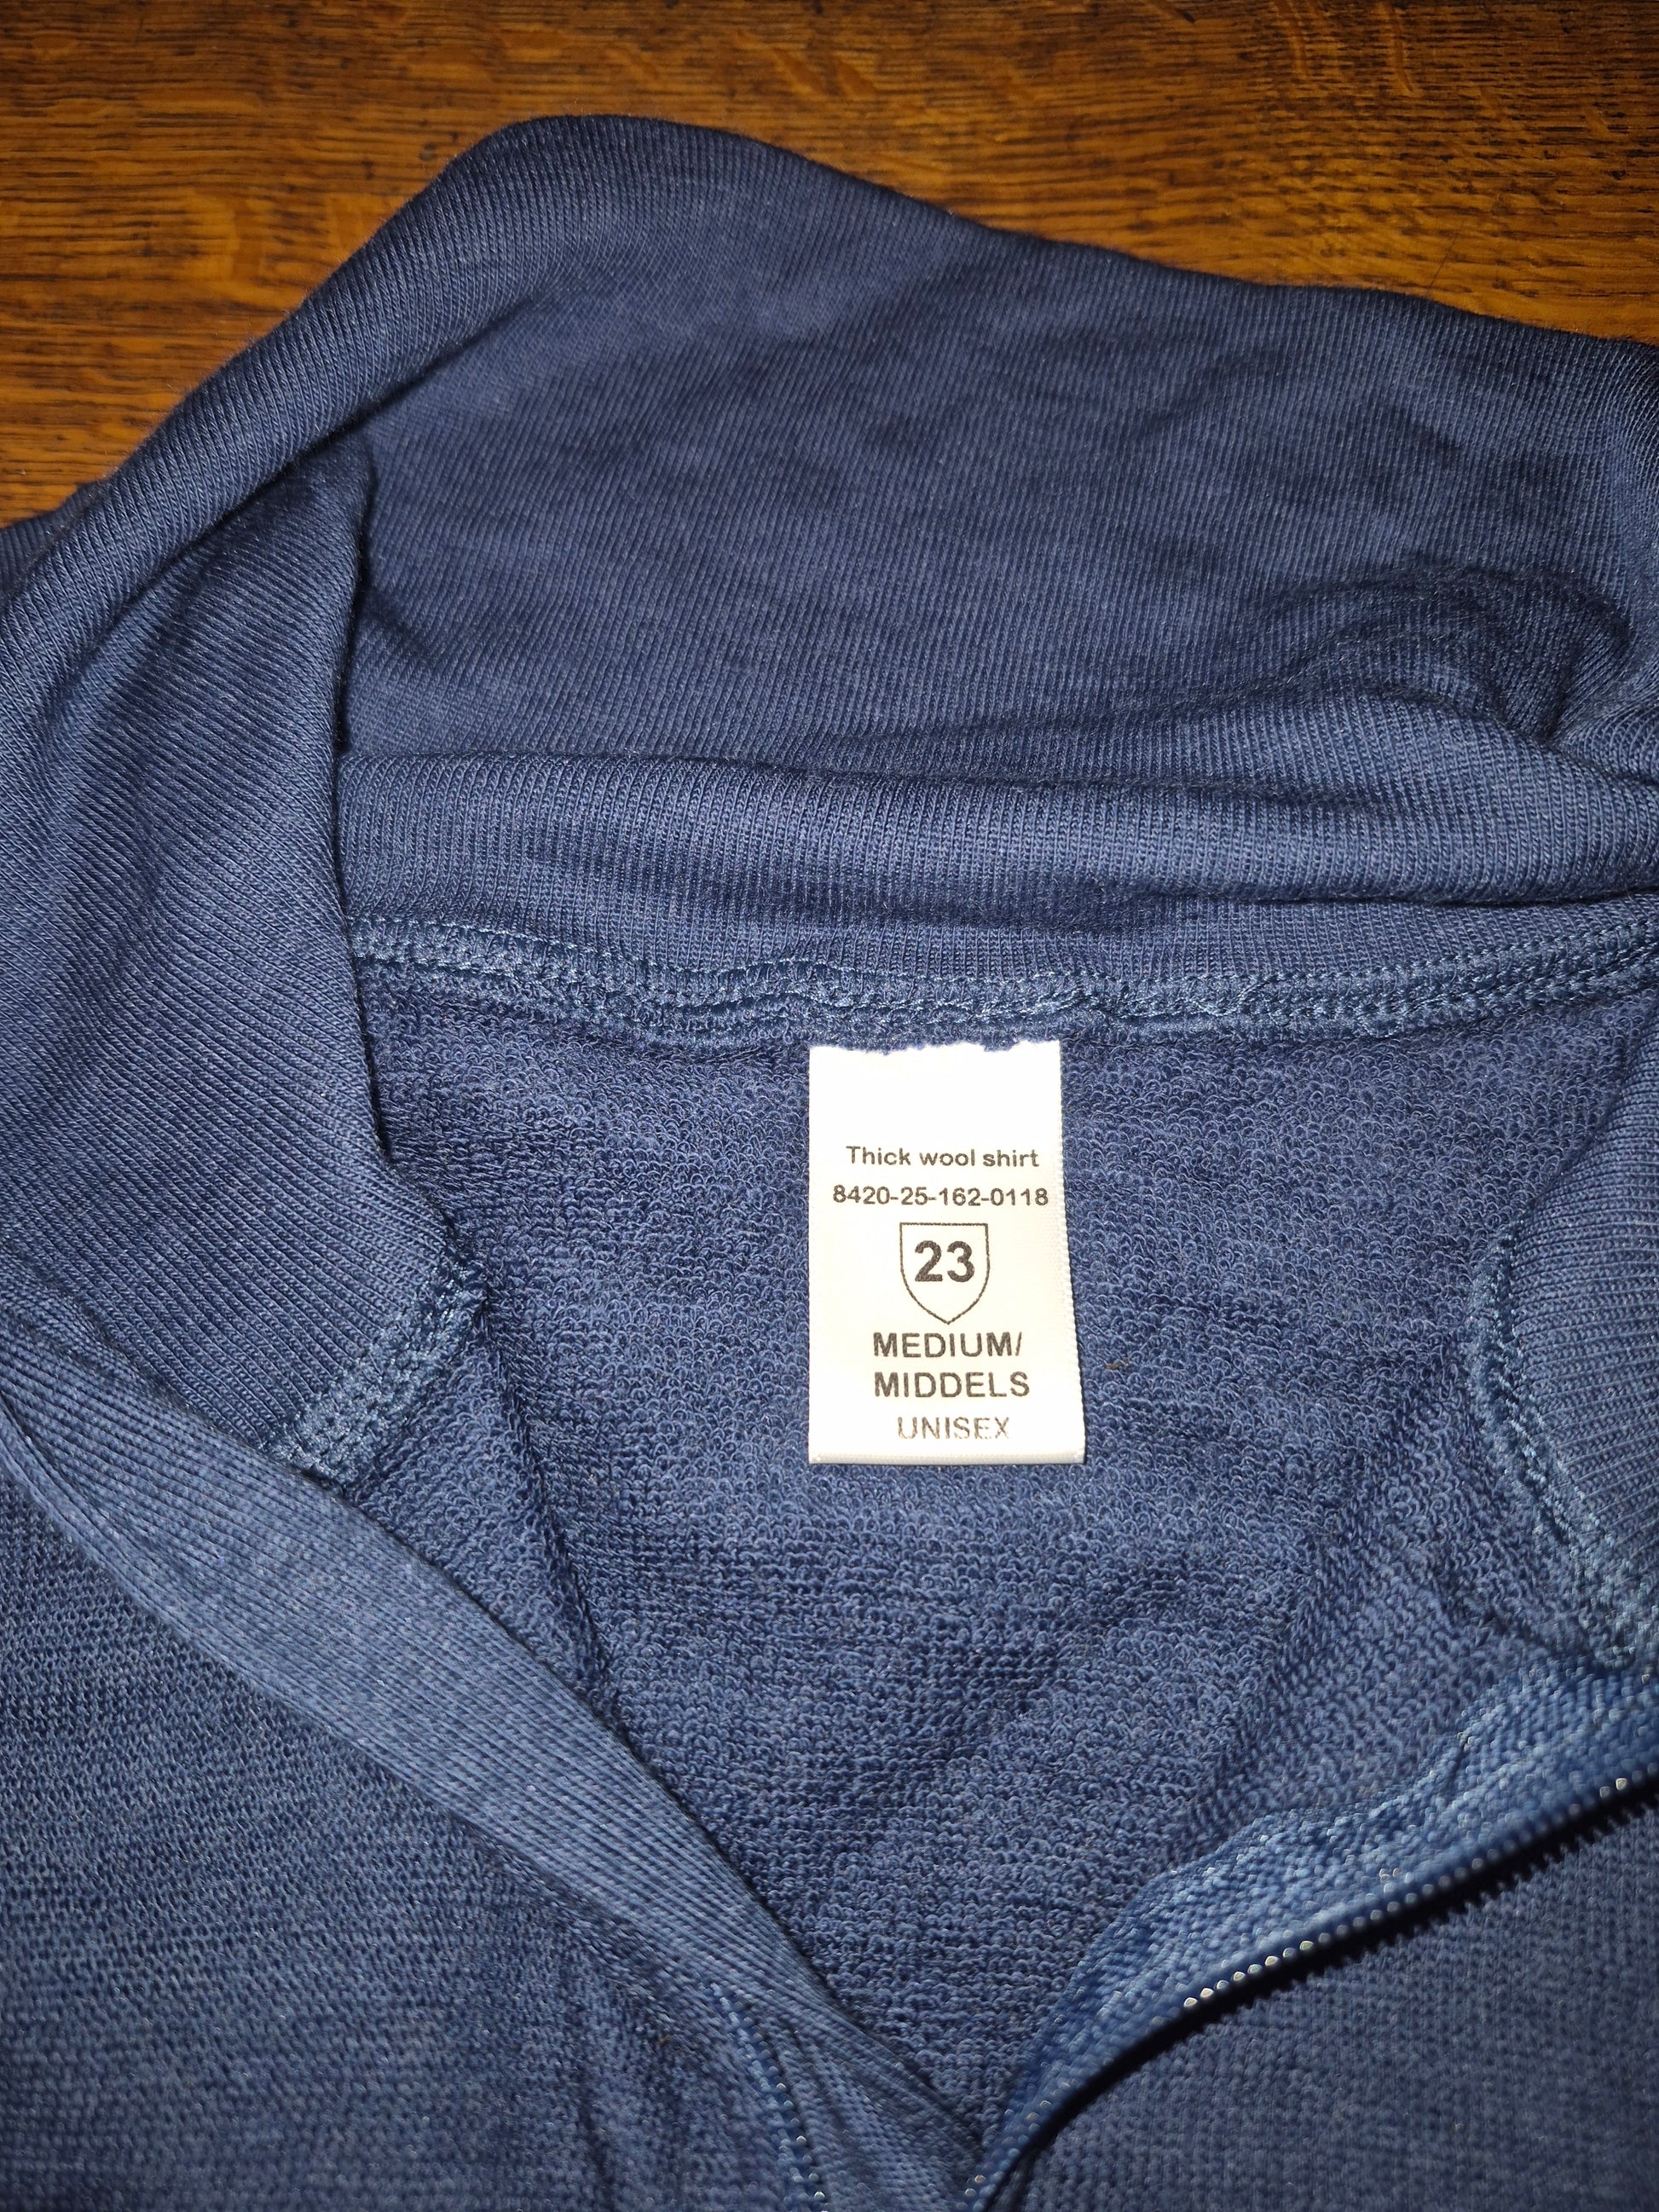 Thick wool shirt
8420-25-162-0118
23
MEDIUM/
MIDDELS
UNISEX